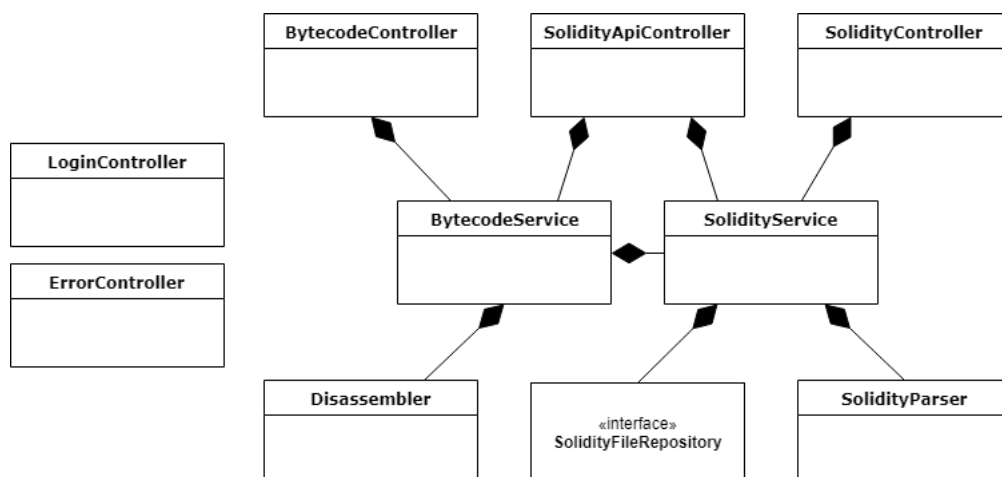 BytecodeController
SolidityApiController
SolidityController
LoginController
BytecodeService
SolidityService
ErrorController
Disassembler
«interface»
SolidityFileRepository
SolidityParser